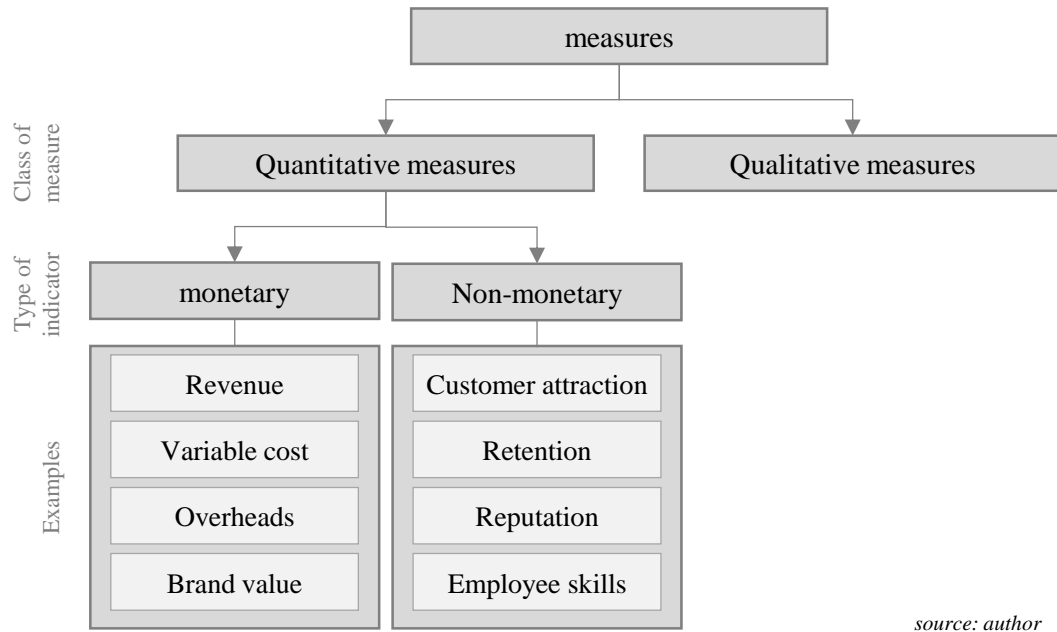 measures
Class of
measure
Quantitative measures
Qualitative measures
Type of
indicator
monetary
Non-monetary
Examples
Revenue
Customer attraction
Variable cost
Retention
Overheads
Reputation
Brand value
Employee skills
source: author